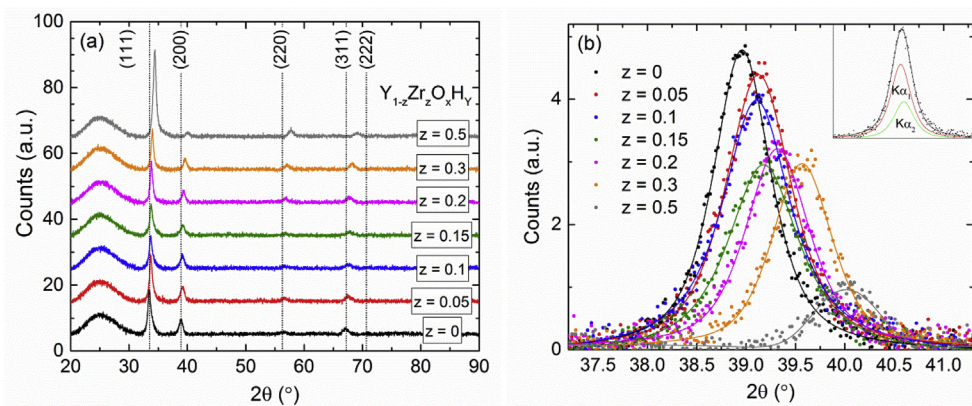 (a)
(111)
(200)
(220)
(311)
(222)
Y1-zZrzOxHY
z = 0.5
z = 0.3
z = 0.2
z = 0.15
z = 0.1
z = 0.05
z = 0
100
80
60
40
20
0
Counts (a.u.)
20 30 40 50 60 70 80 90
2θ (°)
(b)
z = 0
z = 0.05
z = 0.1
z = 0.15
z = 0.2
z = 0.3
z = 0.5
Kα
Kα2
4
2
0
Counts (a.u.)
37.5 38.0 38.5 39.0 39.5 40.0 40.5 41.0
2θ (°)